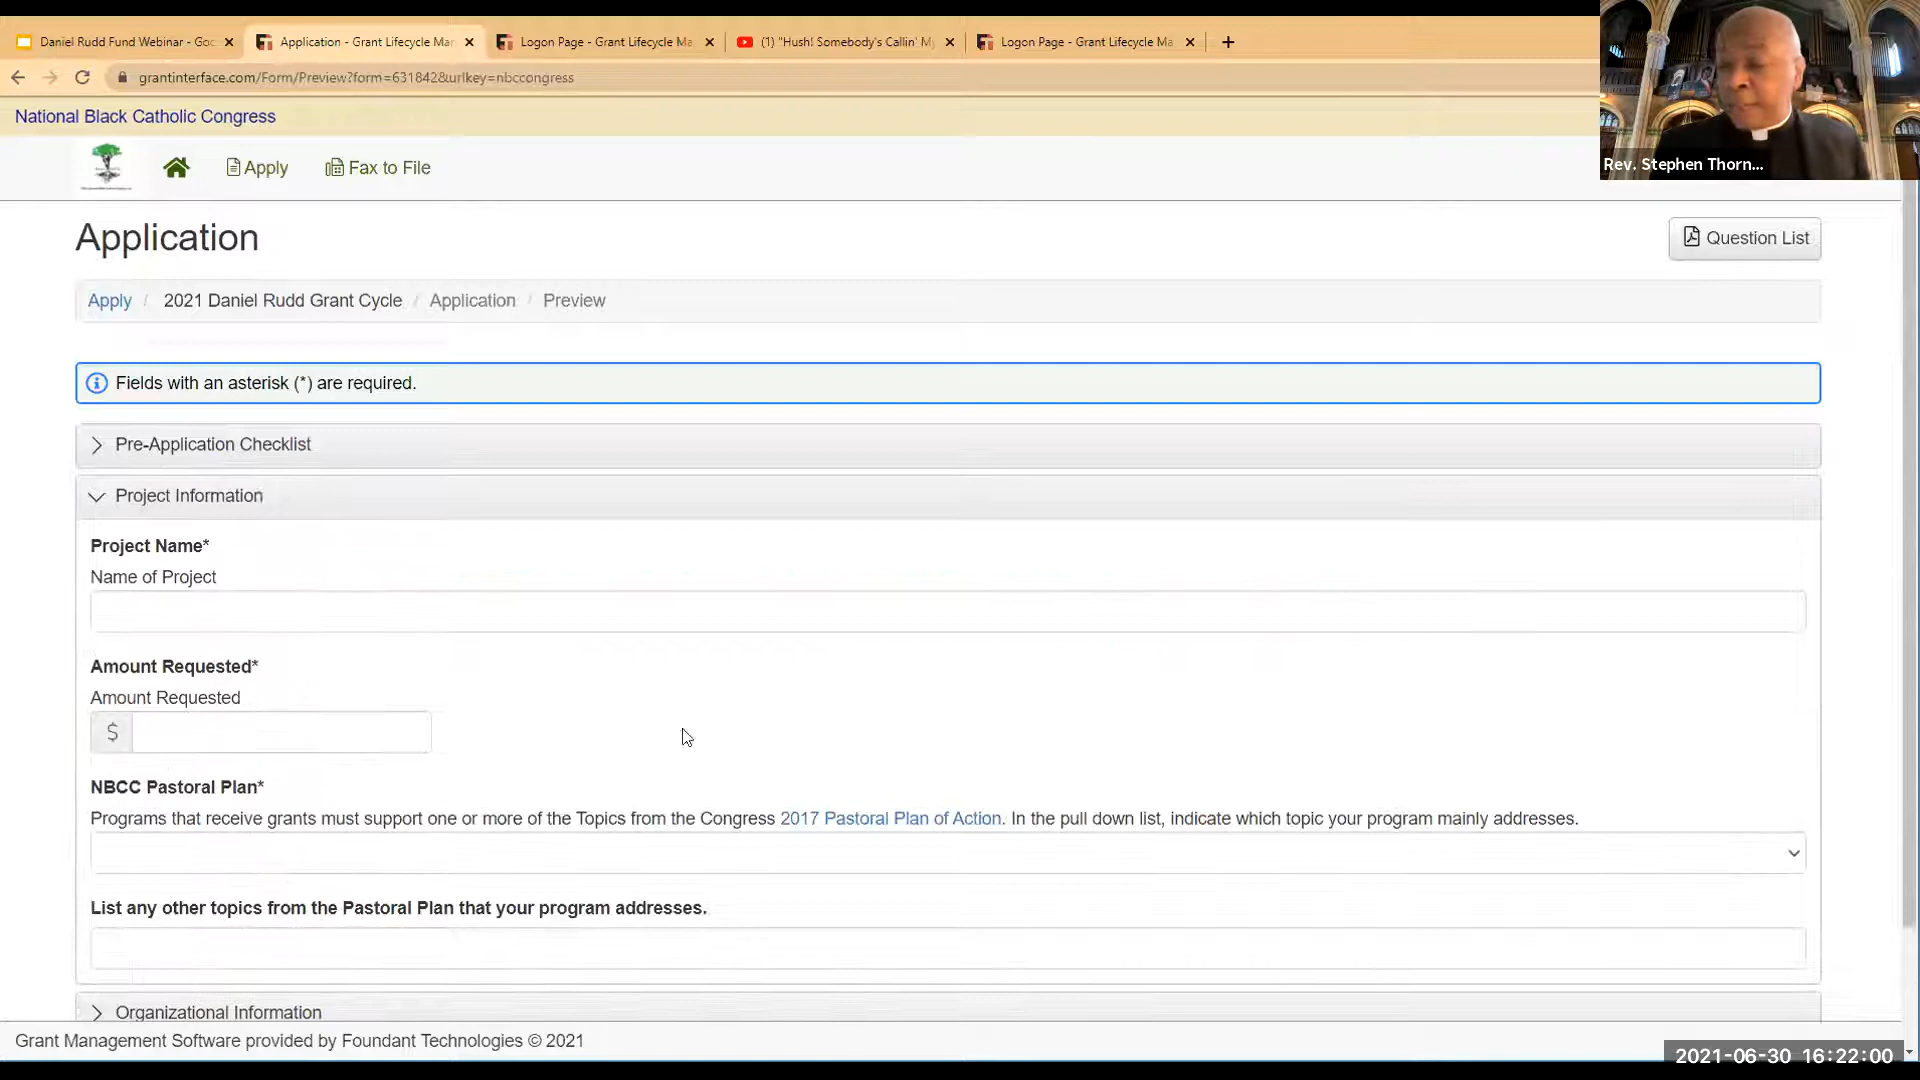 Daniel Rudd Fund Webinar - Goo
Application - Grant Lifecycle Man
Logon Page - Grant Lifecycle Ma
(1) "Hush! Somebody's Callin' My
Logon Page - Grant Lifecycle Ma
grantinterface.com/Form/Preview?form=631842&urlkey=nbccongress
National Black Catholic Congress
Apply
Fax to File
Rev. Stephen Thorn...
Application
Question List
Apply / 2021 Daniel Rudd Grant Cycle / Application / Preview
Fields with an asterisk (*) are required.
Pre-Application Checklist
Project Information
Project Name*
Name of Project
Amount Requested*
Amount Requested
$
NBCC Pastoral Plan*
Programs that receive grants must support one or more of the Topics from the Congress 2017 Pastoral Plan of Action. In the pull down list, indicate which topic your program mainly addresses.
List any other topics from the Pastoral Plan that your program addresses.
Organizational Information
Grant Management Software provided by Foundant Technologies © 2021
2021-06-30 16:22:00